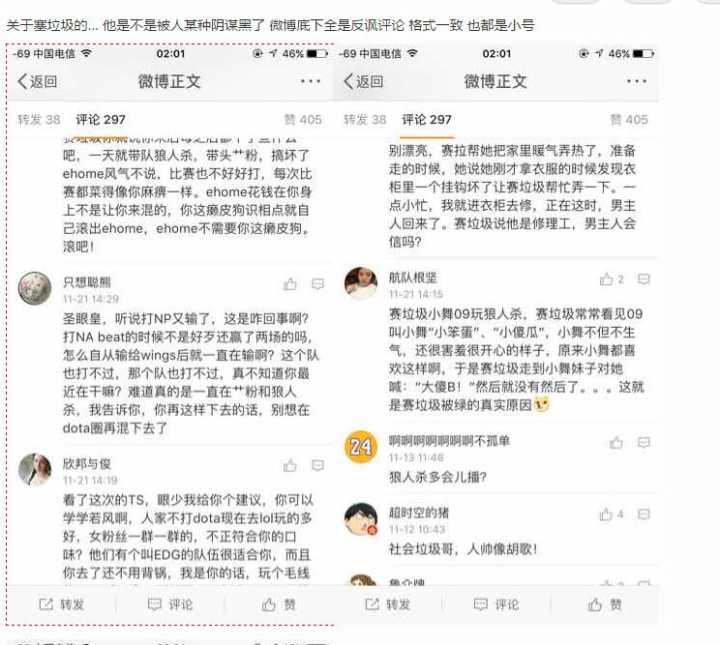 关于塞垃圾的... 他是不是被人某种阴谋黑了 微博底下全是反讽评论 格式一致 也都是小号
-69 中国电信
02:01
46%
返回
微博正文
转发 38 评论 297
赞 405
吧，一天就带队狼人杀，带头艹粉，搞坏了
ehome风气不说，比赛也不好好打，每次比
赛都菜得像你麻痹一样。ehome花钱在你身
上不是让你来混的，你这癞皮狗识相点就自
己滚出ehome，ehome不需要你这癞皮狗。
滚吧！
只想聪熊
11-21 14:29
圣眼皇，听说打NP又输了，这是咋回事啊？
打NA beat的时候不是好歹还赢了两场的吗，
怎么自从输给wings后就一直在输啊？这个队
也打不过，那个队也打不过，真不知道你最
近在干嘛？难道真的是一直在艹粉和狼人
杀，我告诉你，你再这样下去的话，别想在
dota圈再混下去了
欣邦与俊
11-21 14:19
看了这次的TS，眼少我给你个建议，你可以
学学若风啊，人家不打dota现在去lol玩的多
好，女粉丝一群一群的，不正符合你的口
味？他们有个叫EDG的队伍很适合你，而且
你去了还不用背锅，我是你的话，玩个毛线
转发
评论
赞
-69 中国电信
02:01
46%
返回
微博正文
转发 38 评论 297
赞 405
别漂亮，赛拉帮她把家里暖气弄热了，准备
走的时候，她说她刚才拿衣服的时候发现衣
柜里一个挂钩坏了让赛垃圾帮忙弄一下。一
点小忙，我就进衣柜去修，正在这时，男主
人回来了。赛垃圾说他是修理工，男主人会
信吗？
航队根坚
2
11-21 14:15
赛垃圾小舞09玩狼人杀，赛垃圾常常看见09
叫小舞“小笨蛋”、“小傻瓜”，小舞不但不生
气，还很害羞很开心的样子，原来小舞都喜
欢这样啊，于是赛垃圾走到小舞妹子对她
喊：“大傻B！”然后就没有然后了。。。这就
是赛垃圾被绿的真实原因
24
啊啊啊啊啊啊啊不孤单
11-13 11:48
狼人杀多会儿播？
超时空的猪
4
11-12 10:43
社会垃圾哥，人帅像胡歌！
转发
评论
赞